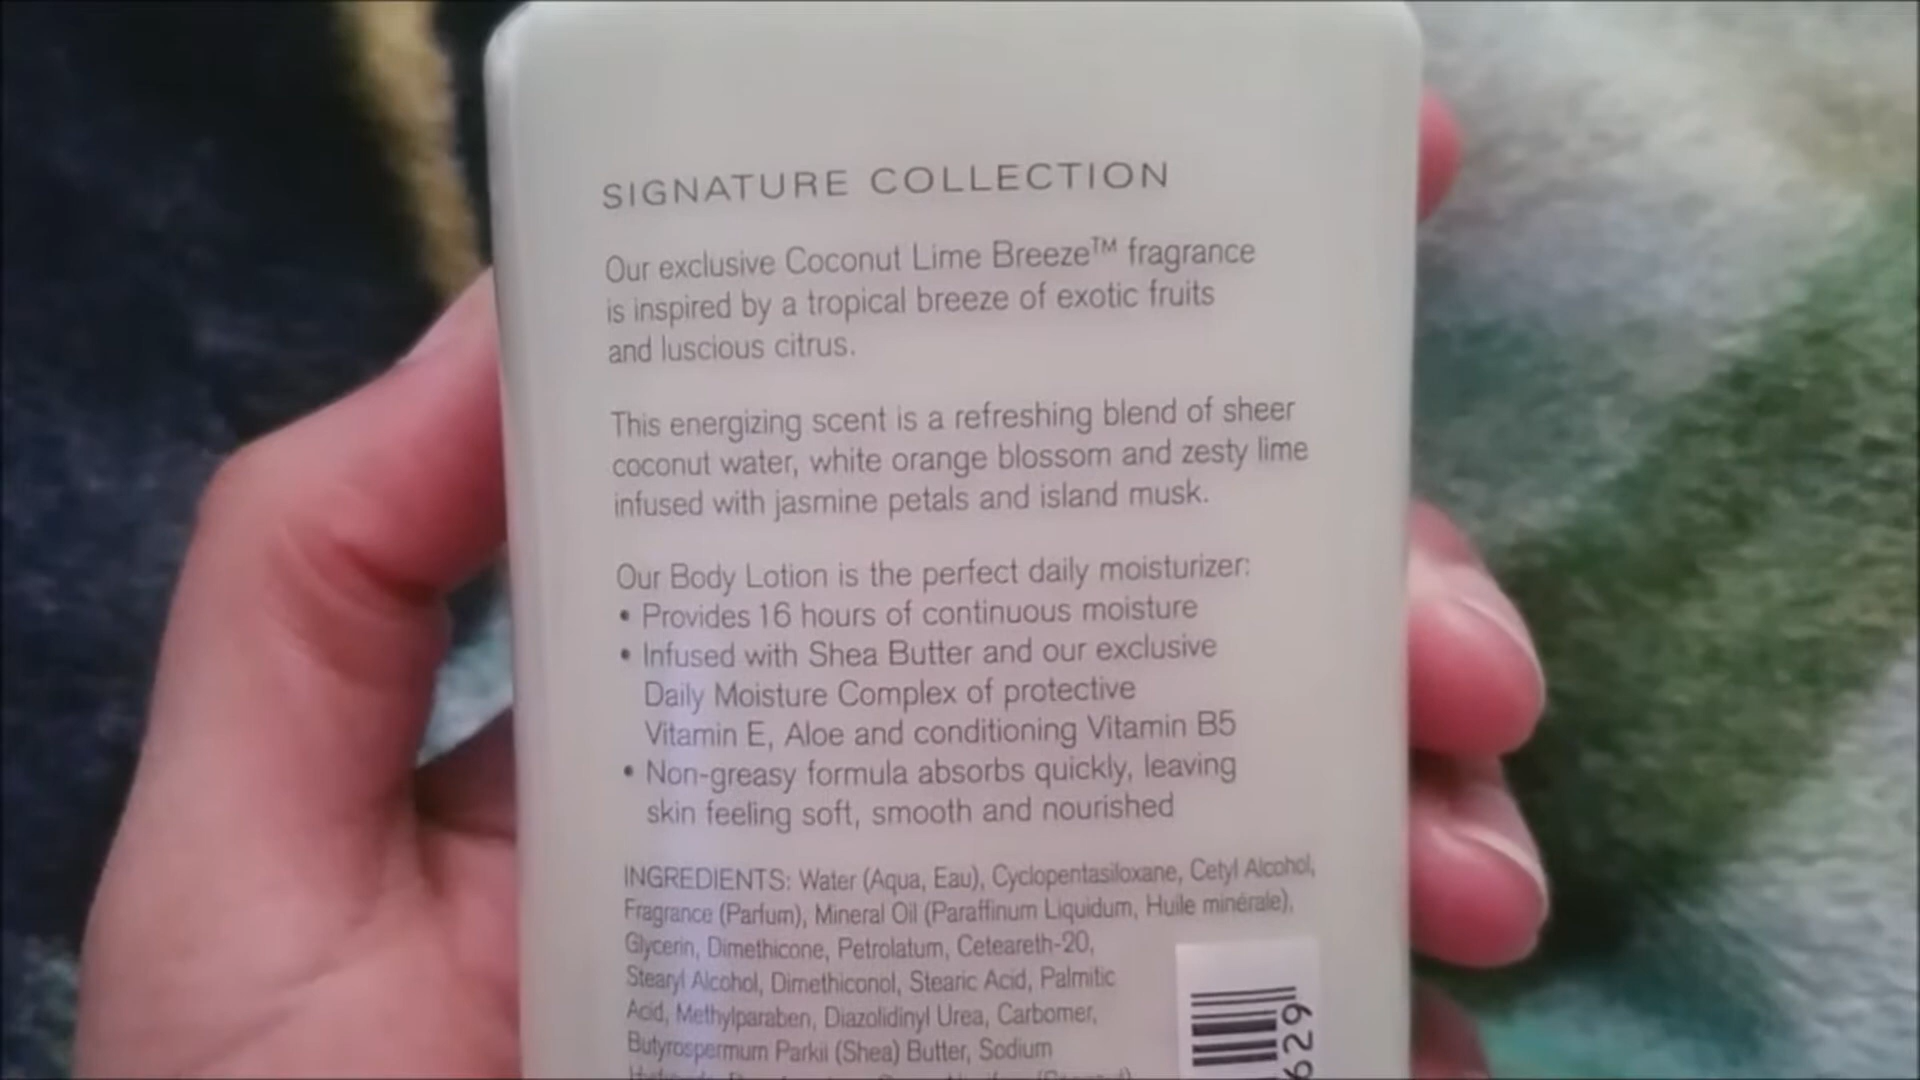 SIGNATURE COLLECTION
Our exclusive Coconut Lime Breeze™ fragrance
is inspired by a tropical breeze of exotic fruits
and luscious citrus.
This energizing scent is a refreshing blend of sheer
coconut water, white orange blossom and zesty lime
infused with jasmine petals and island musk.
Our Body Lotion is the perfect daily moisturizer:
• Provides 16 hours of continuous moisture
• Infused with Shea Butter and our exclusive
Daily Moisture Complex of protective
Vitamin E, Aloe and conditioning Vitamin B5
• Non-greasy formula absorbs quickly, leaving
skin feeling soft, smooth and nourished
INGREDIENTS: Water (Aqua, Eau), Cyclopentasiloxane, Cetyl Alcohol,
Fragrance (Parfum), Mineral Oil (Paraffinum Liquidum, Huile minérale),
Glycerin, Dimethicone, Petrolatum, Ceteareth-20,
Stearyl Alcohol, Dimethiconol, Stearic Acid, Palmitic
Acid, Methylparaben, Diazolidinyl Urea, Carbomer,
Butyrospermum Parkii (Shea) Butter, Sodium
629